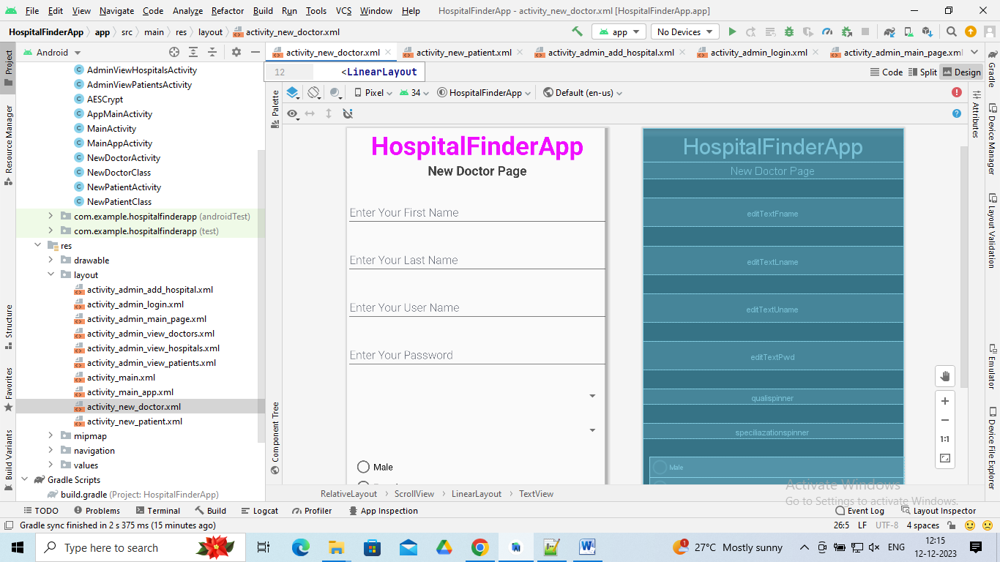 File Edit View Navigate Code Analyze Refactor Build Run Tools VCS Window Help HospitalFinderApp - activity_new_doctor.xml [HospitalFinderApp.app]
HospitalFinderApp app src main res layout activity_new_doctor.xml app No Devices
Project
Resource Manager
Structure
Favorites
Build Variants
Android
AdminViewHospitalsActivity
AdminViewPatientsActivity
AESCrypt
AppMainActivity
MainActivity
MainAppActivity
NewDoctorActivity
NewDoctorClass
NewPatientActivity
NewPatientClass
com.example.hospitalfinderapp (androidTest)
com.example.hospitalfinderapp (test)
res
drawable
layout
activity_admin_add_hospital.xml
activity_admin_login.xml
activity_admin_main_page.xml
activity_admin_view_doctors.xml
activity_admin_view_hospitals.xml
activity_admin_view_patients.xml
activity_main.xml
activity_main_app.xml
activity_new_doctor.xml
activity_new_patient.xml
mipmap
navigation
values
Gradle Scripts
build.gradle (Project: HospitalFinderApp)
activity_new_doctor.xml activity_new_patient.xml activity_admin_add_hospital.xml activity_admin_login.xml activity_admin_main_page.xml
12 <LinearLayout
Code Split Design
Palette
Component Tree
Pixel 34 HospitalFinderApp Default (en-us)
HospitalFinderApp
New Doctor Page
Enter Your First Name
Enter Your Last Name
Enter Your User Name
Enter Your Password
Male
HospitalFinderApp
New Doctor Page
editTextFname
editTextLname
editTextUname
editTextPwd
qualispinner
speciliazationspinner
Male
1:1
Attributes
Gradle
Device Manager
Layout Validation
Emulator
Device File Explorer
Activate Windows
Go to Settings to activate Windows.
RelativeLayout ScrollView LinearLayout TextView
TODO Problems Terminal Build Logcat Profiler App Inspection Event Log Layout Inspector
Gradle sync finished in 2 s 375 ms (15 minutes ago) 26:5 LF UTF-8 4 spaces
Type here to search 27°C Mostly sunny ENG 12:15
12-12-2023